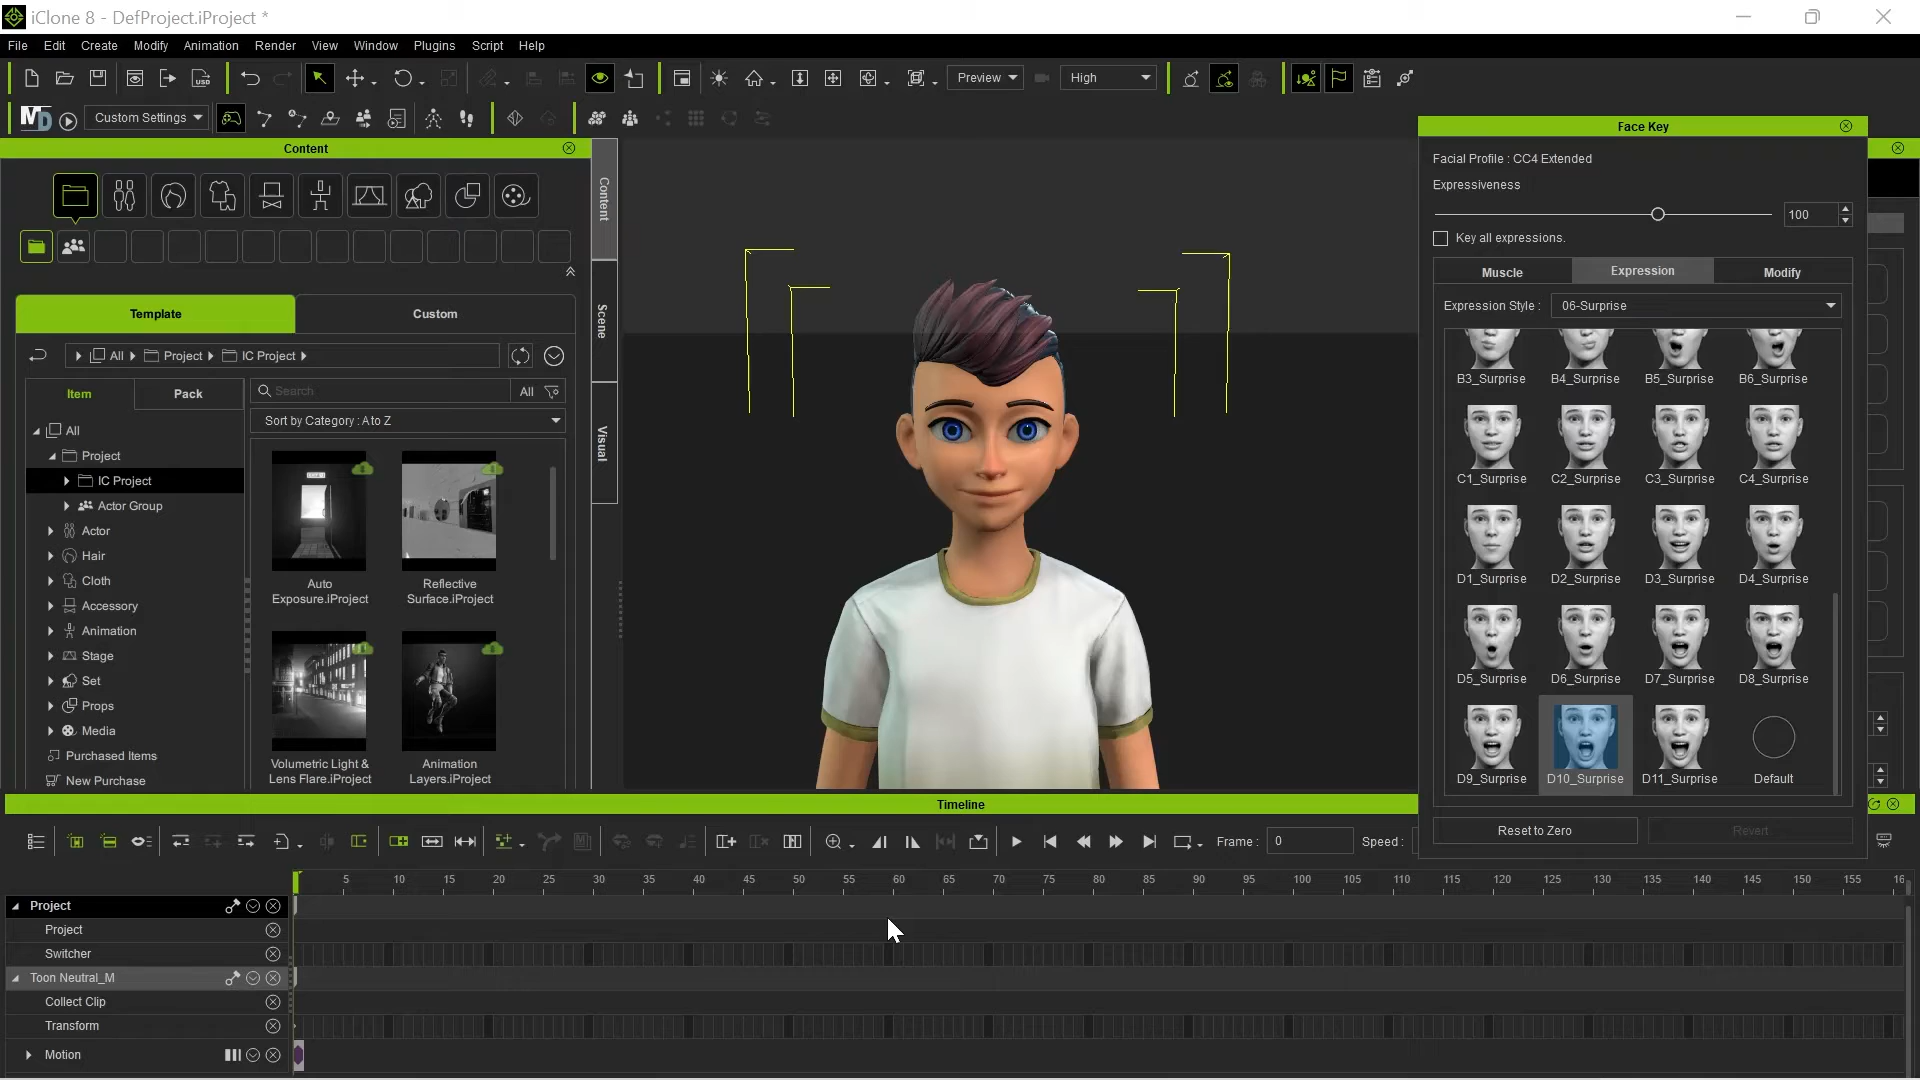 iClone 8 - DefProject.iProject *
File Edit Create Modify Animation Render View Window Plugins Script Help
Preview High
MD Custom Settings
Content
Content
Scene
Visual
Template Custom
All Project IC Project
Item Pack
Search All
Sort by Category : A to Z
All
Project
IC Project
Actor Group
Actor
Hair
Cloth
Accessory
Animation
Stage
Set
Props
Media
Purchased Items
New Purchase
Auto
Exposure.iProject
Reflective
Surface.iProject
Volumetric Light &
Lens Flare.iProject
Animation
Layers.iProject
Face Key
Facial Profile : CC4 Extended
Expressiveness
100
Key all expressions.
Muscle Expression Modify
Expression Style : 06-Surprise
B3_Surprise B4_Surprise B5_Surprise B6_Surprise
C1_Surprise C2_Surprise C3_Surprise C4_Surprise
D1_Surprise D2_Surprise D3_Surprise D4_Surprise
D5_Surprise D6_Surprise D7_Surprise D8_Surprise
D9_Surprise D10_Surprise D11_Surprise Default
Reset to Zero Revert
Timeline
Frame : 0 Speed :
5 10 15 20 25 30 35 40 45 50 55 60 65 70 75 80 85 90 95 100 105 110 115 120 125 130 135 140 145 150 155 16
Project
Project
Switcher
Toon Neutral_M
Collect Clip
Transform
Motion